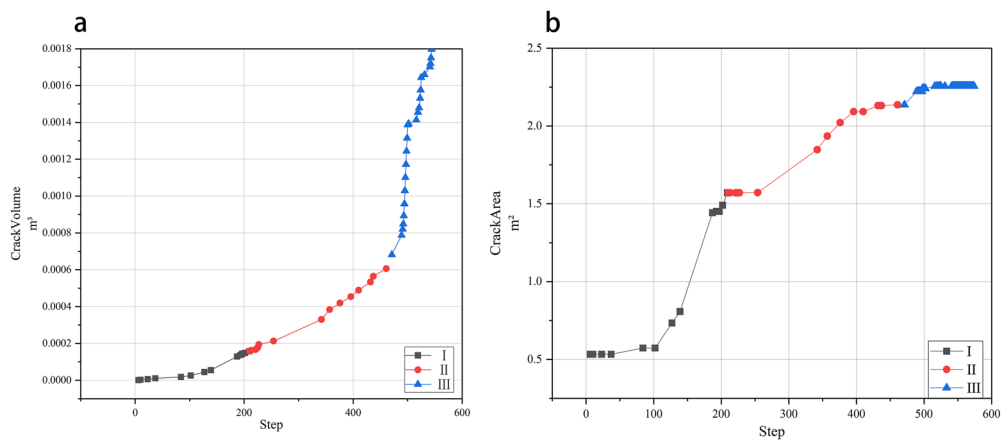 a
0.0018
0.0016
0.0014
0.0012
0.0010
0.0008
0.0006
0.0004
0.0002
0.0000
CrackVolume
m³
0
200
400
600
Step
I
II
III
b
2.5
2.0
1.5
1.0
0.5
CrackArea
m²
0
100
200
300
400
500
600
Step
I
II
III